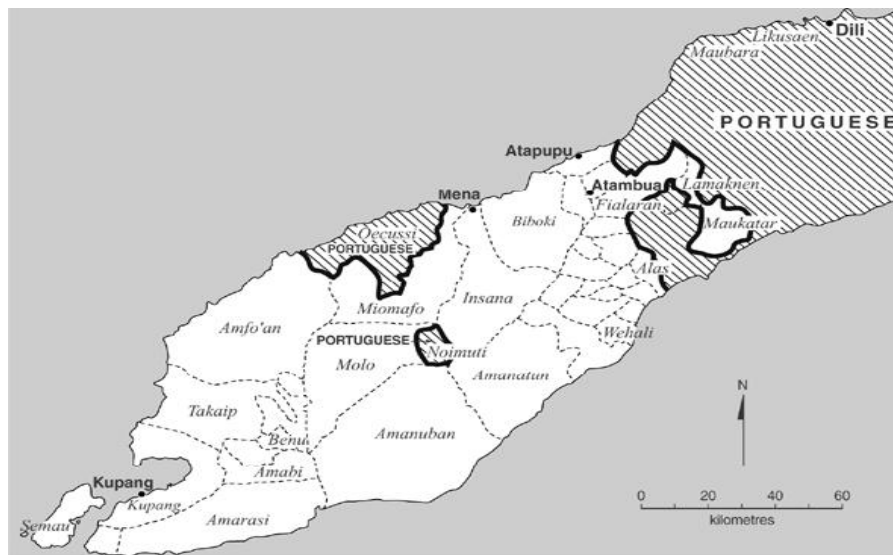 Likusaen
Dili
Maubara
PORTUGUESE
Atapupu
Atambua
Lamaknen
Mena
Fialaran
Biboki
Maukatar
Oecussi
PORTUGUESE
Alas
Insana
Miomafo
Amfo'an
Wehali
PORTUGUESE
Noimuti
Molo
Amanatun
N
Takaip
Amanuban
Benu
Amabi
Kupang
Kupang
0 20 40 60
kilometres
Semau
Amarasi